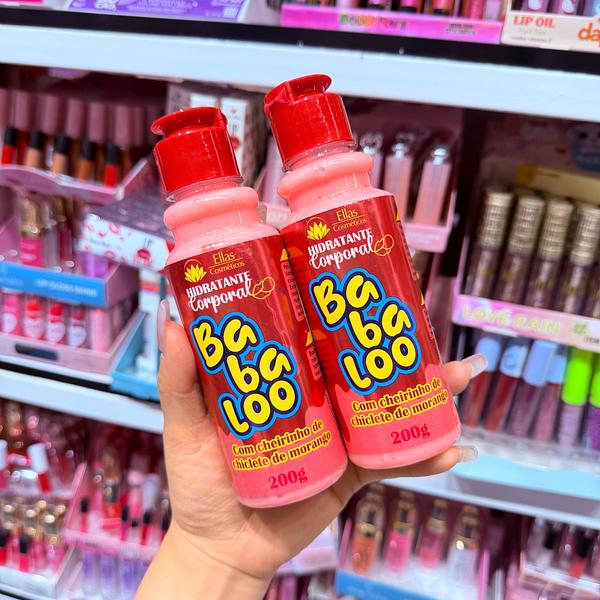 LIP OIL
Ellas
Cosméticos
HIDRATANTE
Corporal
Ba
ba
LOO
Com cheirinho de
chiclete de morango
200g
Ellas
Cosméticos
HIDRATANTE
Corporal
Ba
ba
LOO
Com cheirinho de
chiclete de morango
200g
LOVE RAIN